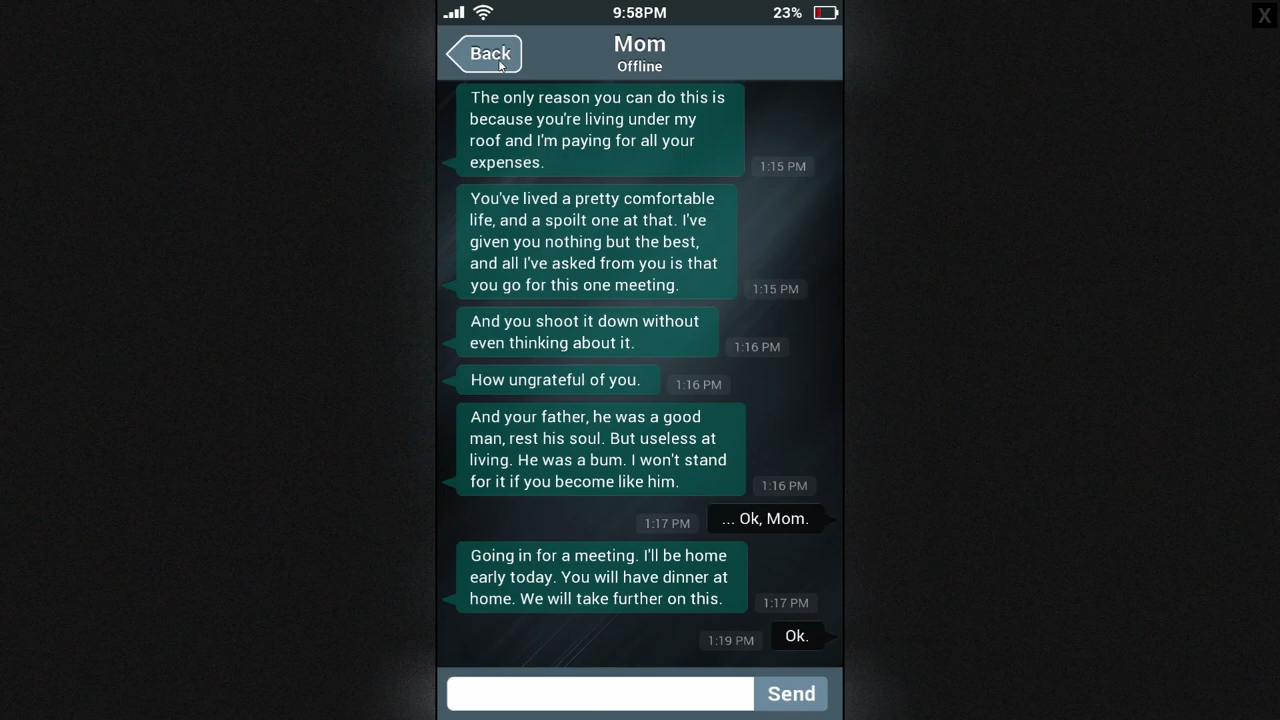 9:58PM
23%
X
Back
Mom
Offline
The only reason you can do this is
because you're living under my
roof and I'm paying for all your
expenses.
1:15 PM
You've lived a pretty comfortable
life, and a spoilt one at that. I've
given you nothing but the best,
and all I've asked from you is that
you go for this one meeting.
1:15 PM
And you shoot it down without
even thinking about it.
1:16 PM
How ungrateful of you.
1:16 PM
And your father, he was a good
man, rest his soul. But useless at
living. He was a bum. I won't stand
for it if you become like him.
1:16 PM
... Ok, Mom.
1:17 PM
Going in for a meeting. I'll be home
early today. You will have dinner at
home. We will take further on this.
1:17 PM
Ok.
1:19 PM
Send